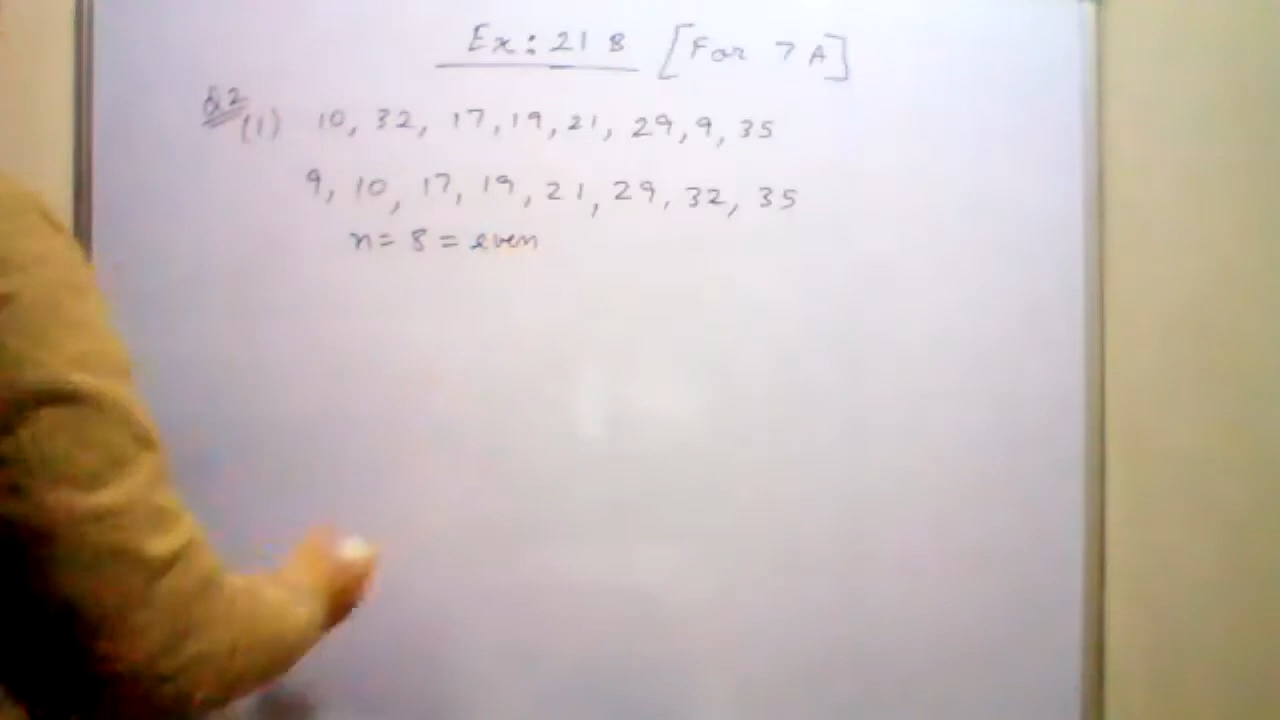 Ex: 21 B [For 7 A]
Q2
(1) 10, 32, 17, 19, 21, 29, 9, 35
9, 10, 17, 19, 21, 29, 32, 35
n = 8 = even